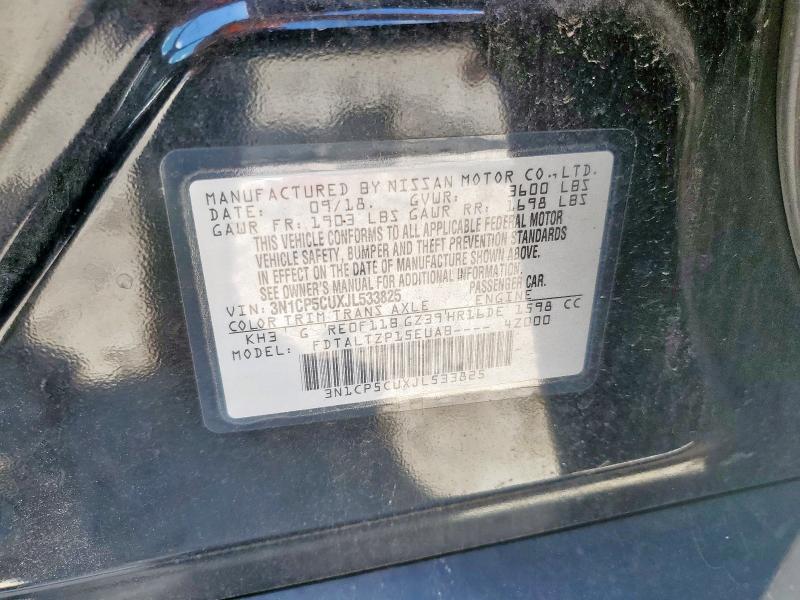 MANUFACTURED BY NISSAN MOTOR CO.,LTD.
DATE: 09/18. GVWR: 3600 LBS
GAWR FR: 1903 LBS GAWR RR: 1698 LBS
THIS VEHICLE CONFORMS TO ALL APPLICABLE FEDERAL MOTOR
VEHICLE SAFETY, BUMPER AND THEFT PREVENTION STANDARDS
IN EFFECT ON THE DATE OF MANUFACTURE SHOWN ABOVE.
SEE OWNER'S MANUAL FOR ADDITIONAL INFORMATION.
VIN: 3N1CP5CUXJL533825 PASSENGER CAR.
COLOR TRIM TRANS AXLE ENGINE
KH3 G RE0F11B GZ39 HR16DE 1598 CC
MODEL: FDTALTZP15EUAB---- 4Z000
3N1CP5CUXJL533825